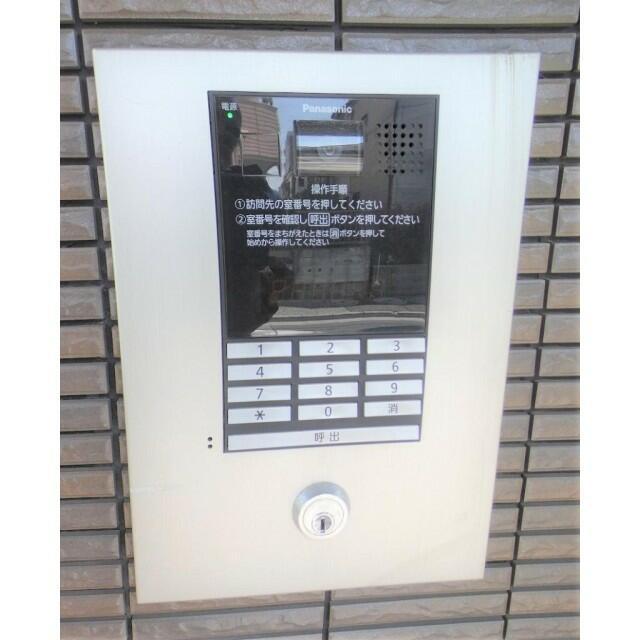 電源
Panasonic
操作手順
①訪問先の室番号を押してください
②室番号を確認し呼出ボタンを押してください
室番号をまちがえたときは消ボタンを押して
始めから操作してください
1 2 3
4 5 6
7 8 9
* 0 消
呼出